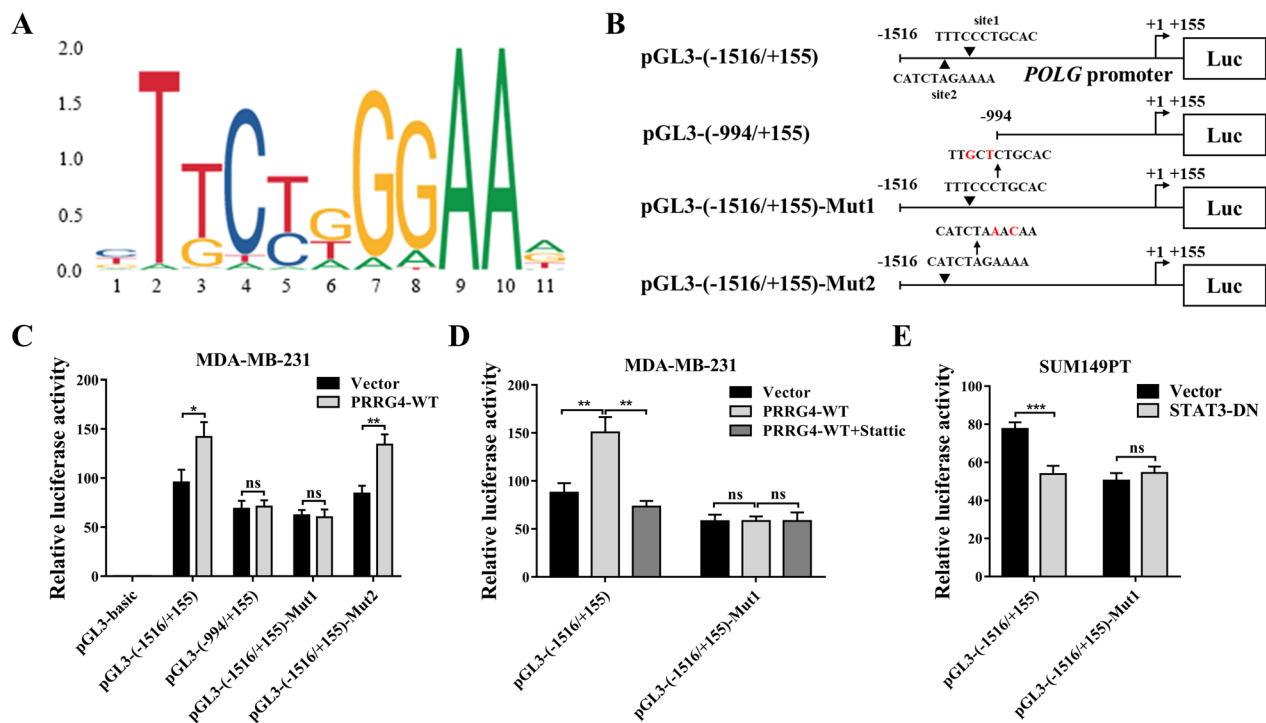 A
2.0
1.5
1.0
0.5
0.0
1 2 3 4 5 6 7 8 9 10 11
B
pGL3-(-1516/+155)
-1516
site1
TTTCCCTGCAC
CATCTAGAAAA
site2
+1 +155
POLG promoter
Luc
pGL3-(-994/+155)
-994
+1 +155
Luc
pGL3-(-1516/+155)-Mut1
TTGCTCTGCAC
-1516
TTTCCCTGCAC
+1 +155
Luc
pGL3-(-1516/+155)-Mut2
CATCTAAACAA
-1516
CATCTAGAAAA
+1 +155
Luc
C
MDA-MB-231
Relative luciferase activity
200
150
100
50
0
Vector
PRRG4-WT
*
ns
ns
**
pGL3-basic
pGL3-(-1516/+155)
pGL3-(-994/+155)
pGL3-(-1516/+155)-Mut1
pGL3-(-1516/+155)-Mut2
D
MDA-MB-231
Relative luciferase activity
200
150
100
50
0
Vector
PRRG4-WT
PRRG4-WT+Stattic
**
**
ns
ns
pGL3-(-1516/+155)
pGL3-(-1516/+155)-Mut1
E
SUM149PT
Relative luciferase activity
100
80
60
40
20
0
Vector
STAT3-DN
***
ns
pGL3-(-1516/+155)
pGL3-(-1516/+155)-Mut1